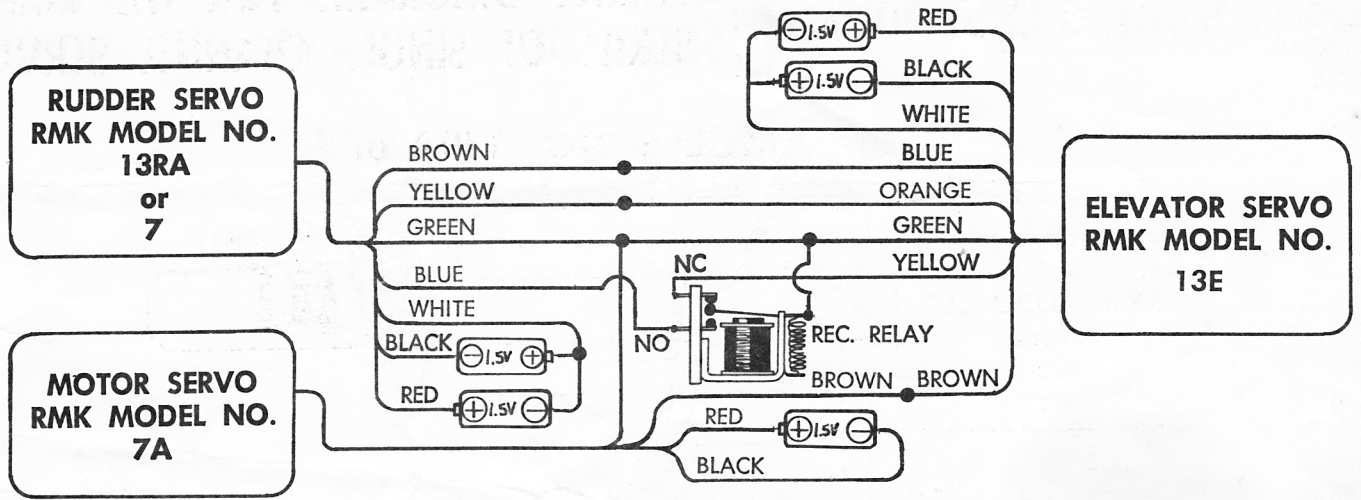 RUDDER SERVO
RMK MODEL NO.
13RA
or
7
MOTOR SERVO
RMK MODEL NO.
7A
BROWN
YELLOW
GREEN
BLUE
WHITE
BLACK
RED
1.5V
1.5V
NC
NO
REC. RELAY
BROWN
BROWN
RED
1.5V
BLACK
1.5V
RED
1.5V
BLACK
WHITE
BLUE
ORANGE
GREEN
YELLOW
ELEVATOR SERVO
RMK MODEL NO.
13E